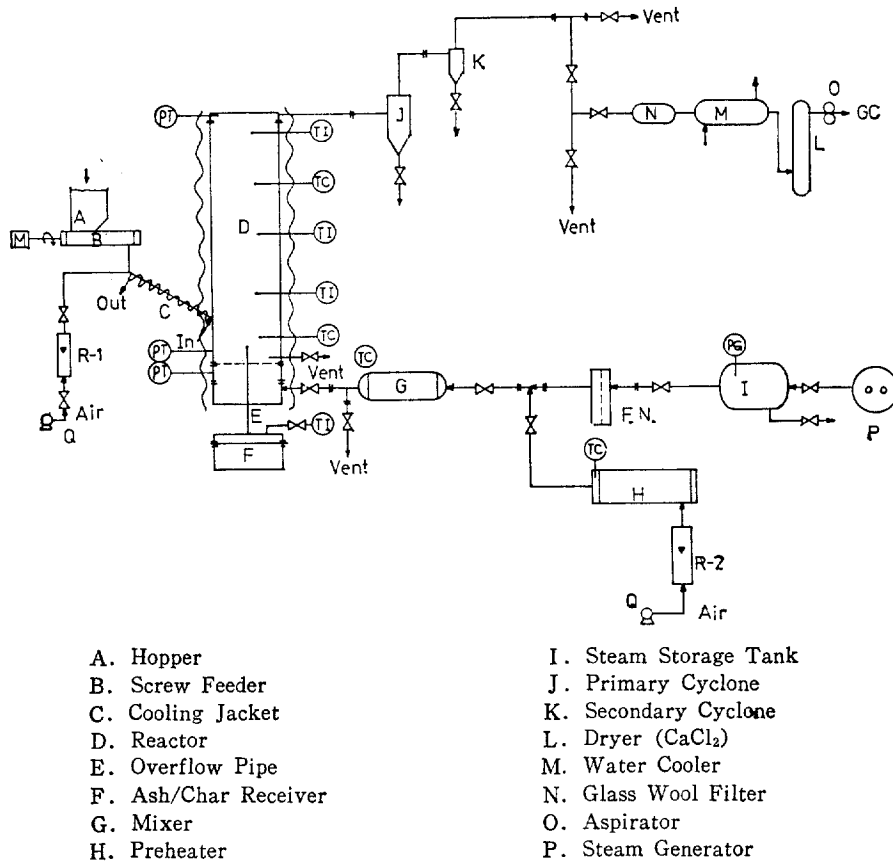 Vent
K
O
PT
J
N
M
GC
TI
L
TC
A
D
TI
Vent
M
B
Out
C
TI
In
TC
PG
R-1
PT
Vent
TC
PT
G
I
Air
E
F.N.
P
Q
TI
F
Vent
TC
H
R-2
Q
Air
A. Hopper
B. Screw Feeder
C. Cooling Jacket
D. Reactor
E. Overflow Pipe
F. Ash/Char Receiver
G. Mixer
H. Preheater
I. Steam Storage Tank
J. Primary Cyclone
K. Secondary Cyclone
L. Dryer (CaCl₂)
M. Water Cooler
N. Glass Wool Filter
O. Aspirator
P. Steam Generator